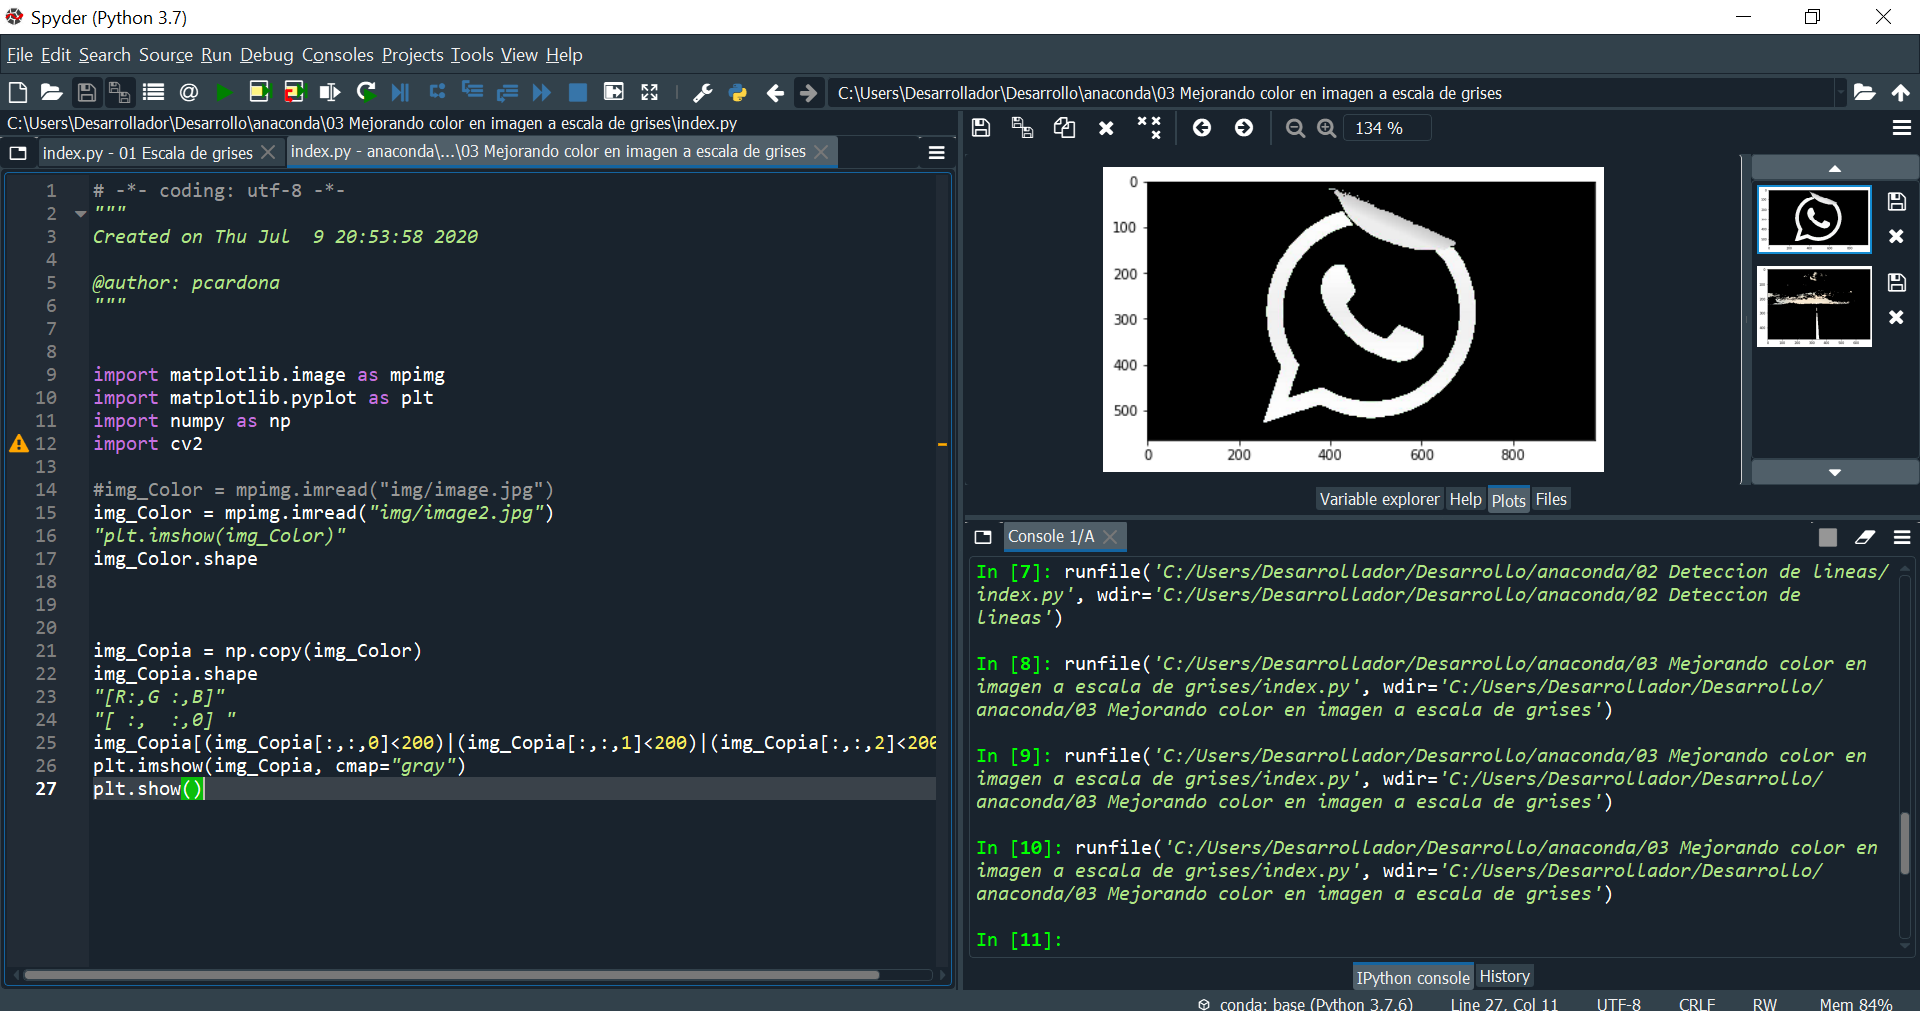 Spyder (Python 3.7)
File Edit Search Source Run Debug Consoles Projects Tools View Help
C:\Users\Desarrollador\Desarrollo\anaconda\03 Mejorando color en imagen a escala de grises
C:\Users\Desarrollador\Desarrollo\anaconda\03 Mejorando color en imagen a escala de grises\index.py
index.py - 01 Escala de grises
index.py - anaconda\...\03 Mejorando color en imagen a escala de grises
1 # -*- coding: utf-8 -*-
2 """
3 Created on Thu Jul  9 20:53:58 2020
4
5 @author: pcardona
6 """
7
8
9 import matplotlib.image as mpimg
10 import matplotlib.pyplot as plt
11 import numpy as np
12 import cv2
13
14 #img_Color = mpimg.imread("img/image.jpg")
15 img_Color = mpimg.imread("img/image2.jpg")
16 "plt.imshow(img_Color)"
17 img_Color.shape
18
19
20
21 img_Copia = np.copy(img_Color)
22 img_Copia.shape
23 "[R:,G :,B]"
24 "[ :,  :,0] "
25 img_Copia[(img_Copia[:,:,0]<200)|(img_Copia[:,:,1]<200)|(img_Copia[:,:,2]<200
26 plt.imshow(img_Copia, cmap="gray")
27 plt.show()
134 %
0
100
200
300
400
500
0 200 400 600 800
Variable explorer Help Plots Files
Console 1/A
In [7]: runfile('C:/Users/Desarrollador/Desarrollo/anaconda/02 Deteccion de lineas/
index.py', wdir='C:/Users/Desarrollador/Desarrollo/anaconda/02 Deteccion de
lineas')
In [8]: runfile('C:/Users/Desarrollador/Desarrollo/anaconda/03 Mejorando color en
imagen a escala de grises/index.py', wdir='C:/Users/Desarrollador/Desarrollo/
anaconda/03 Mejorando color en imagen a escala de grises')
In [9]: runfile('C:/Users/Desarrollador/Desarrollo/anaconda/03 Mejorando color en
imagen a escala de grises/index.py', wdir='C:/Users/Desarrollador/Desarrollo/
anaconda/03 Mejorando color en imagen a escala de grises')
In [10]: runfile('C:/Users/Desarrollador/Desarrollo/anaconda/03 Mejorando color en
imagen a escala de grises/index.py', wdir='C:/Users/Desarrollador/Desarrollo/
anaconda/03 Mejorando color en imagen a escala de grises')
In [11]:
IPython console History
conda: base (Python 3.7.6) Line 27, Col 11 UTF-8 CRLF RW Mem 84%